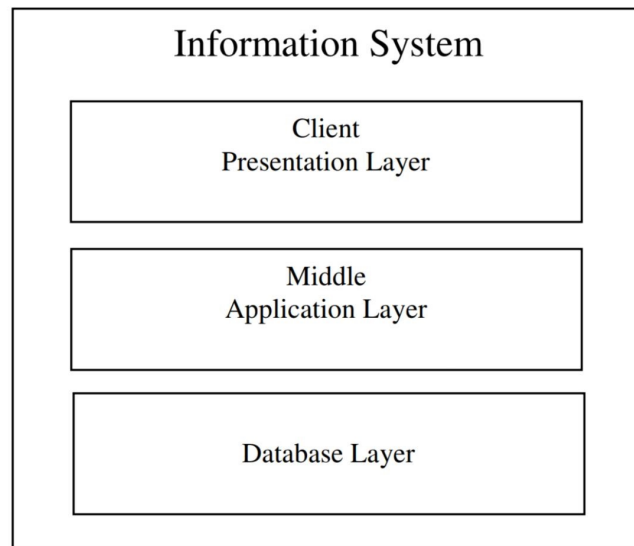 Information System
Client
Presentation Layer
Middle
Application Layer
Database Layer